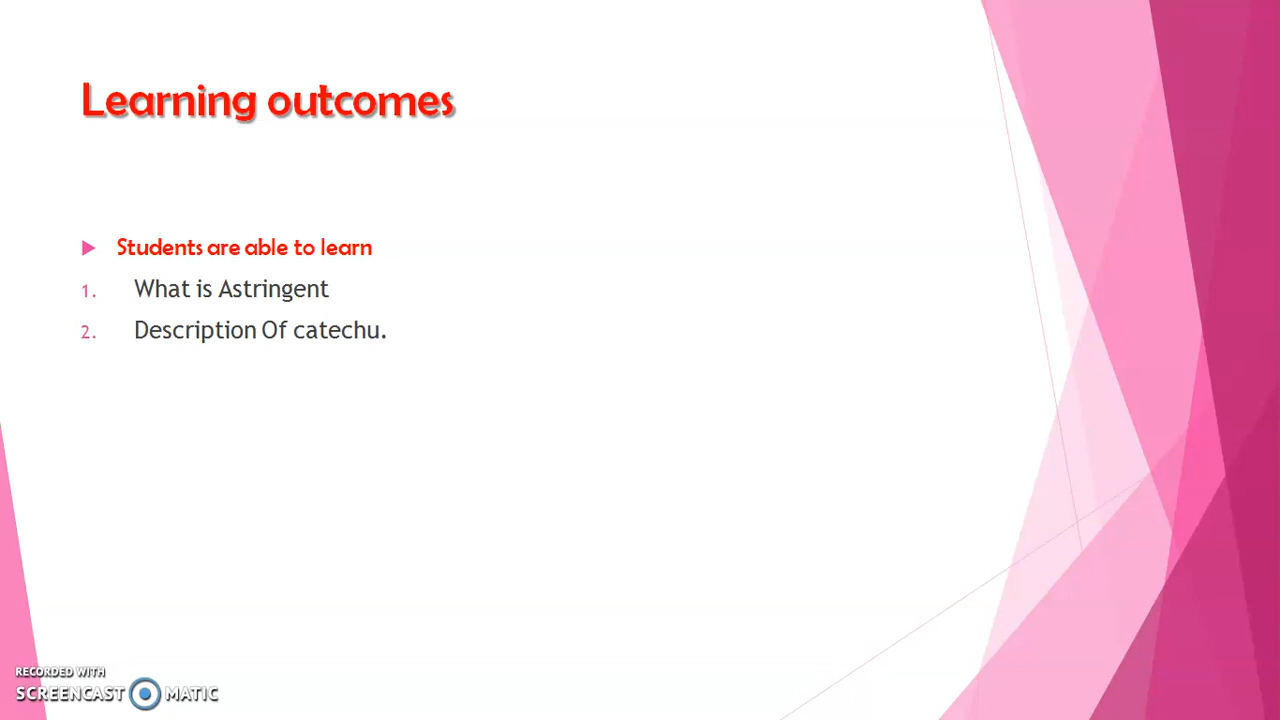 Learning outcomes
Students are able to learn
1. What is Astringent
2. Description Of catechu.
RECORDED WITH
SCREENCAST MATIC